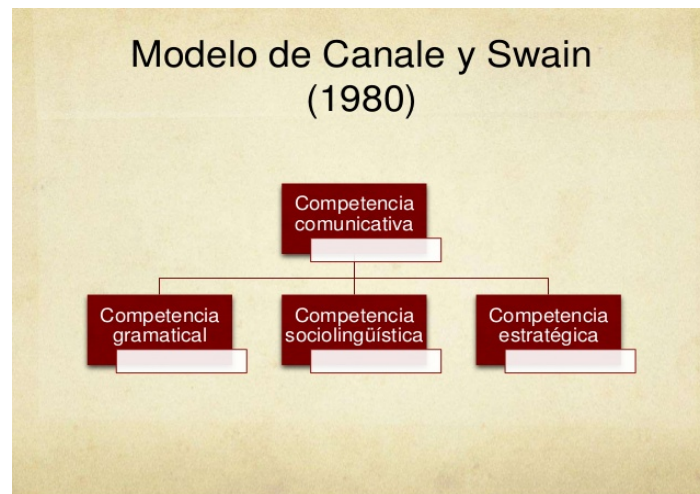 Modelo de Canale y Swain
(1980)
Competencia
comunicativa
Competencia
gramatical
Competencia
sociolingüística
Competencia
estratégica